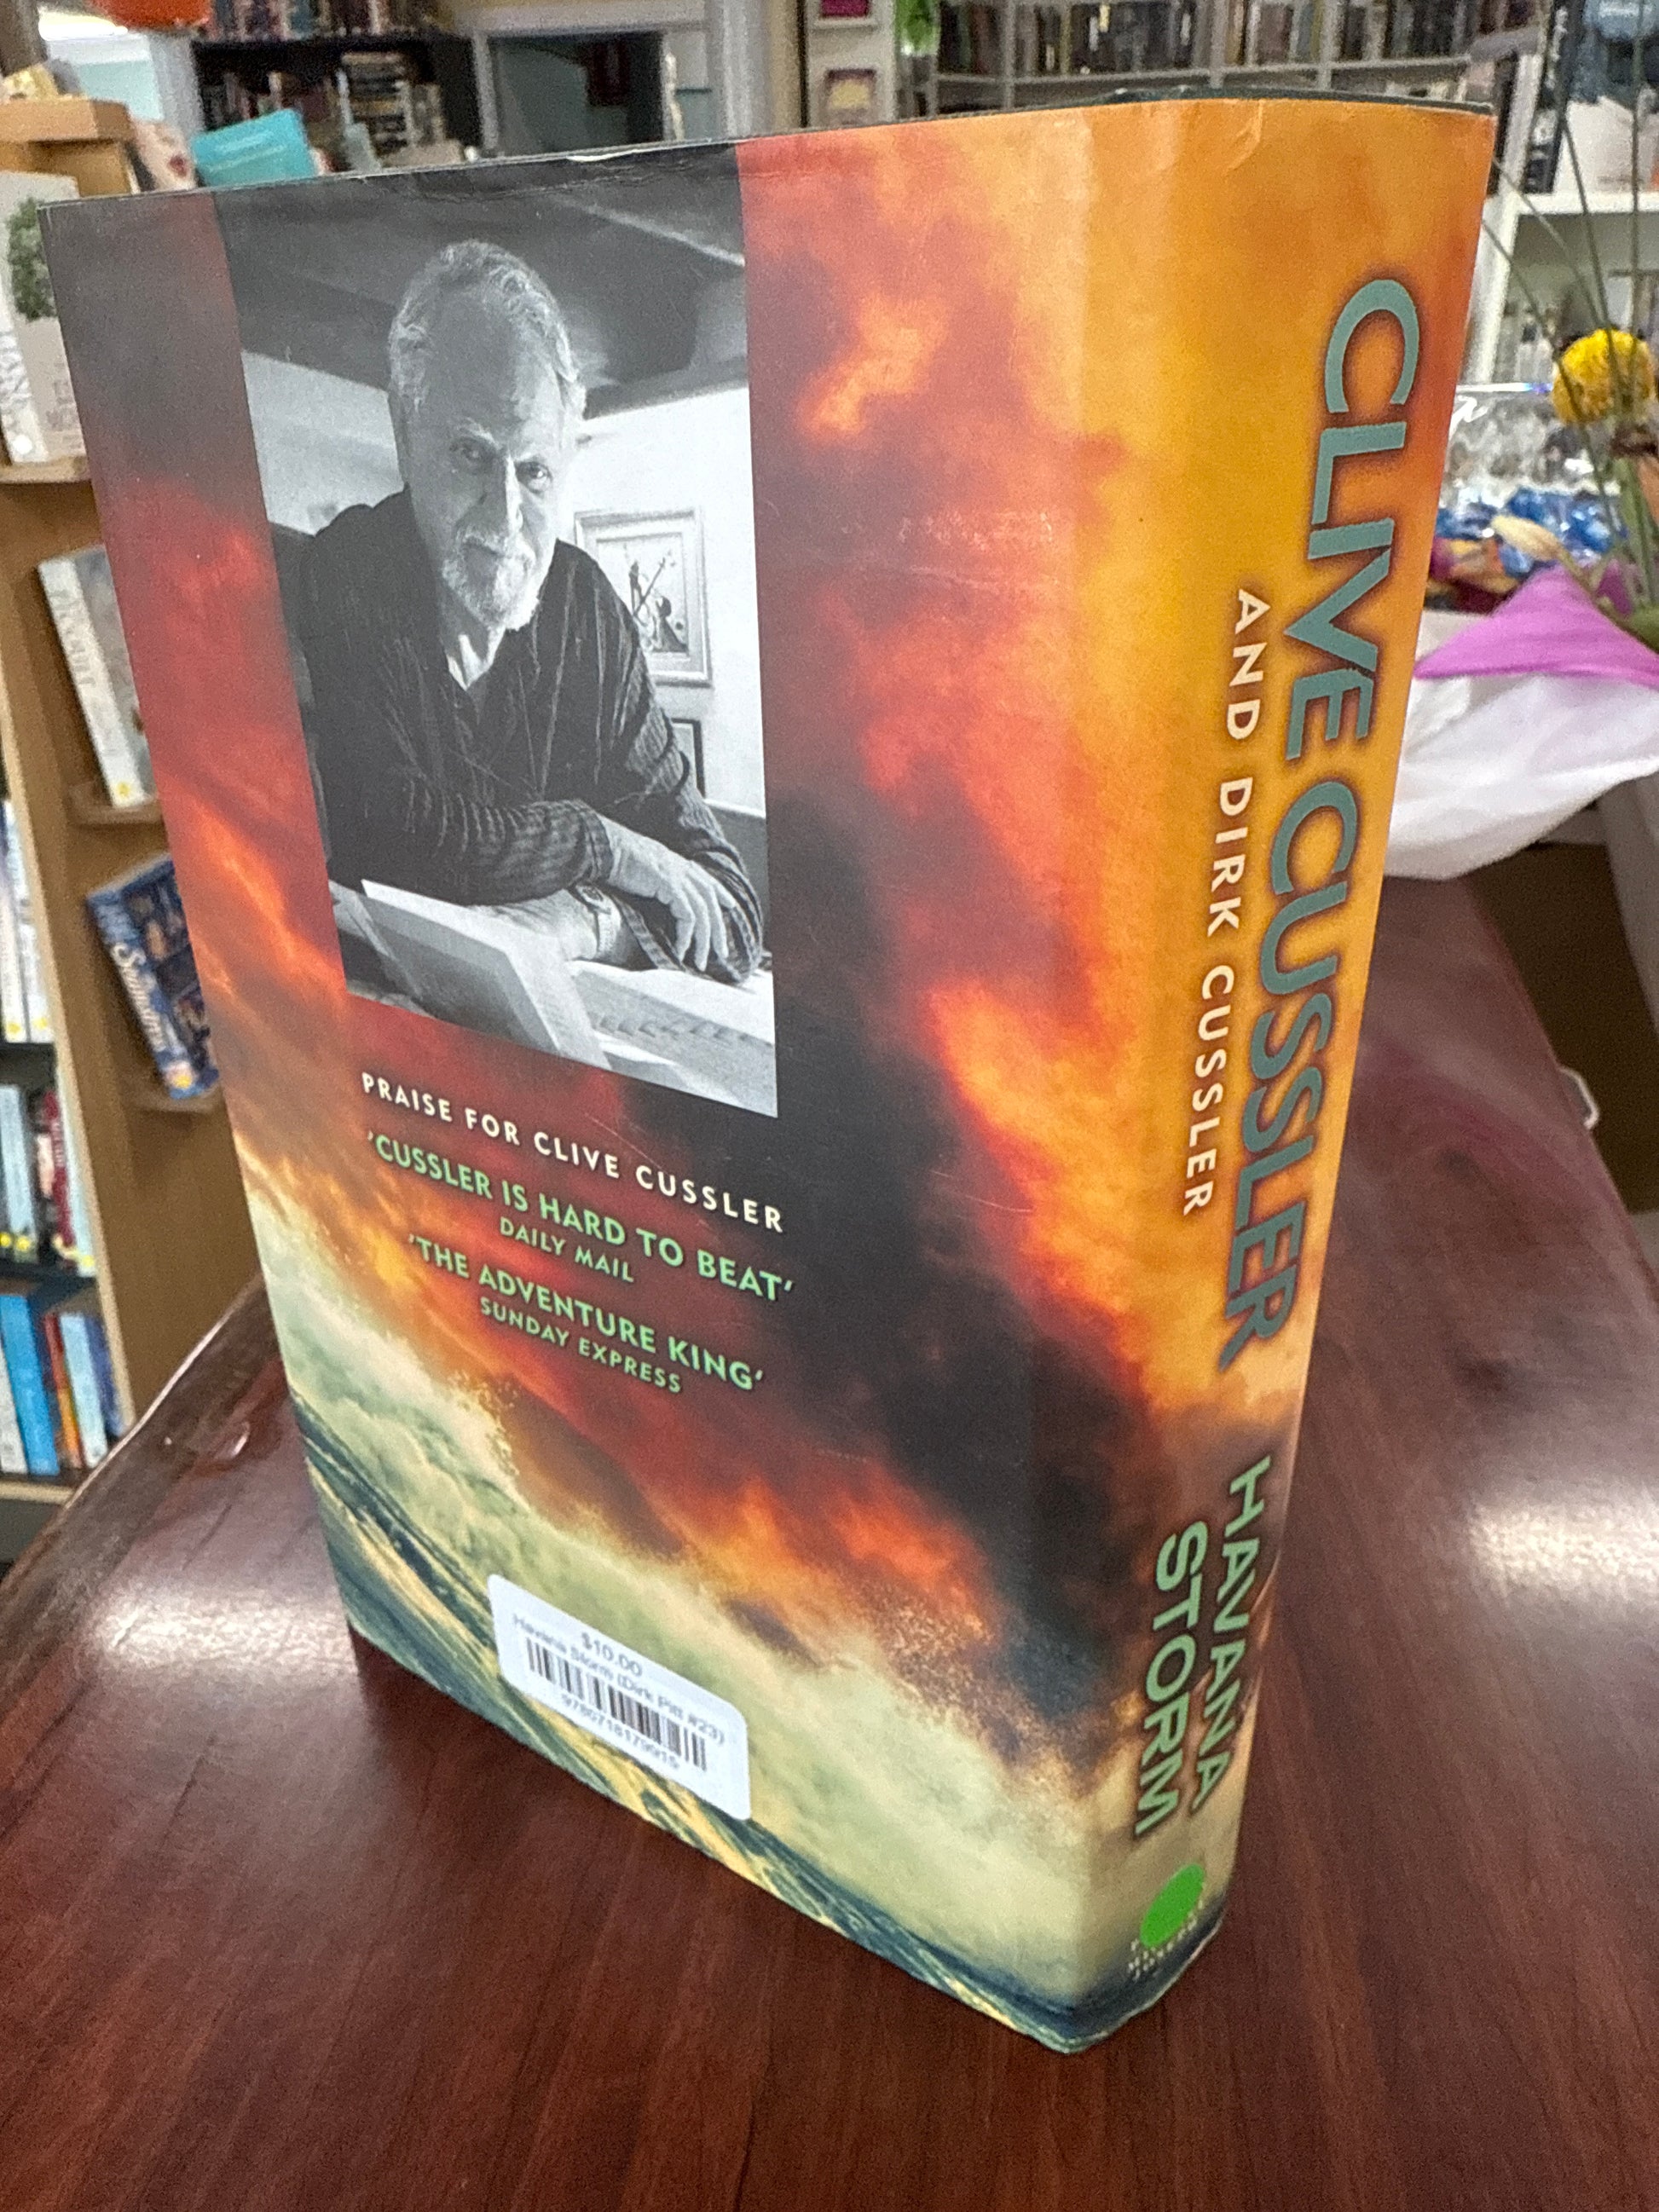 PRAISE FOR CLIVE CUSSLER
'CUSSLER IS HARD TO BEAT'
DAILY MAIL
'THE ADVENTURE KING'
SUNDAY EXPRESS
$10.00
Havana Storm (Dirk Pitt #23)
9780718179915
CLIVE CUSSLER
AND DIRK CUSSLER
HAVANA
STORM